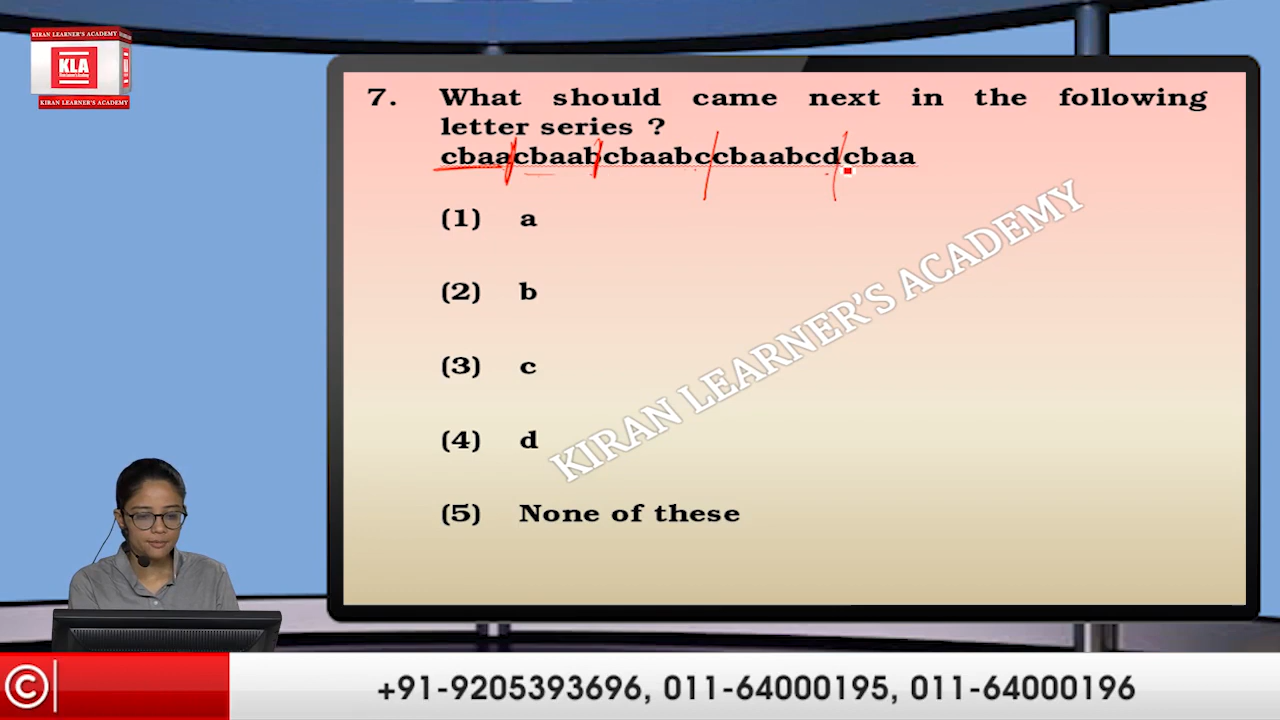 KIRAN LEARNER'S ACADEMY
KLA
KIRAN LEARNER'S ACADEMY
7. What should came next in the following
letter series ?
cbaacbaabcbaabccbaabcdcbaa
(1) a
(2) b
(3) c
(4) d
(5) None of these
KIRAN LEARNER'S ACADEMY
©
+91-9205393696, 011-64000195, 011-64000196